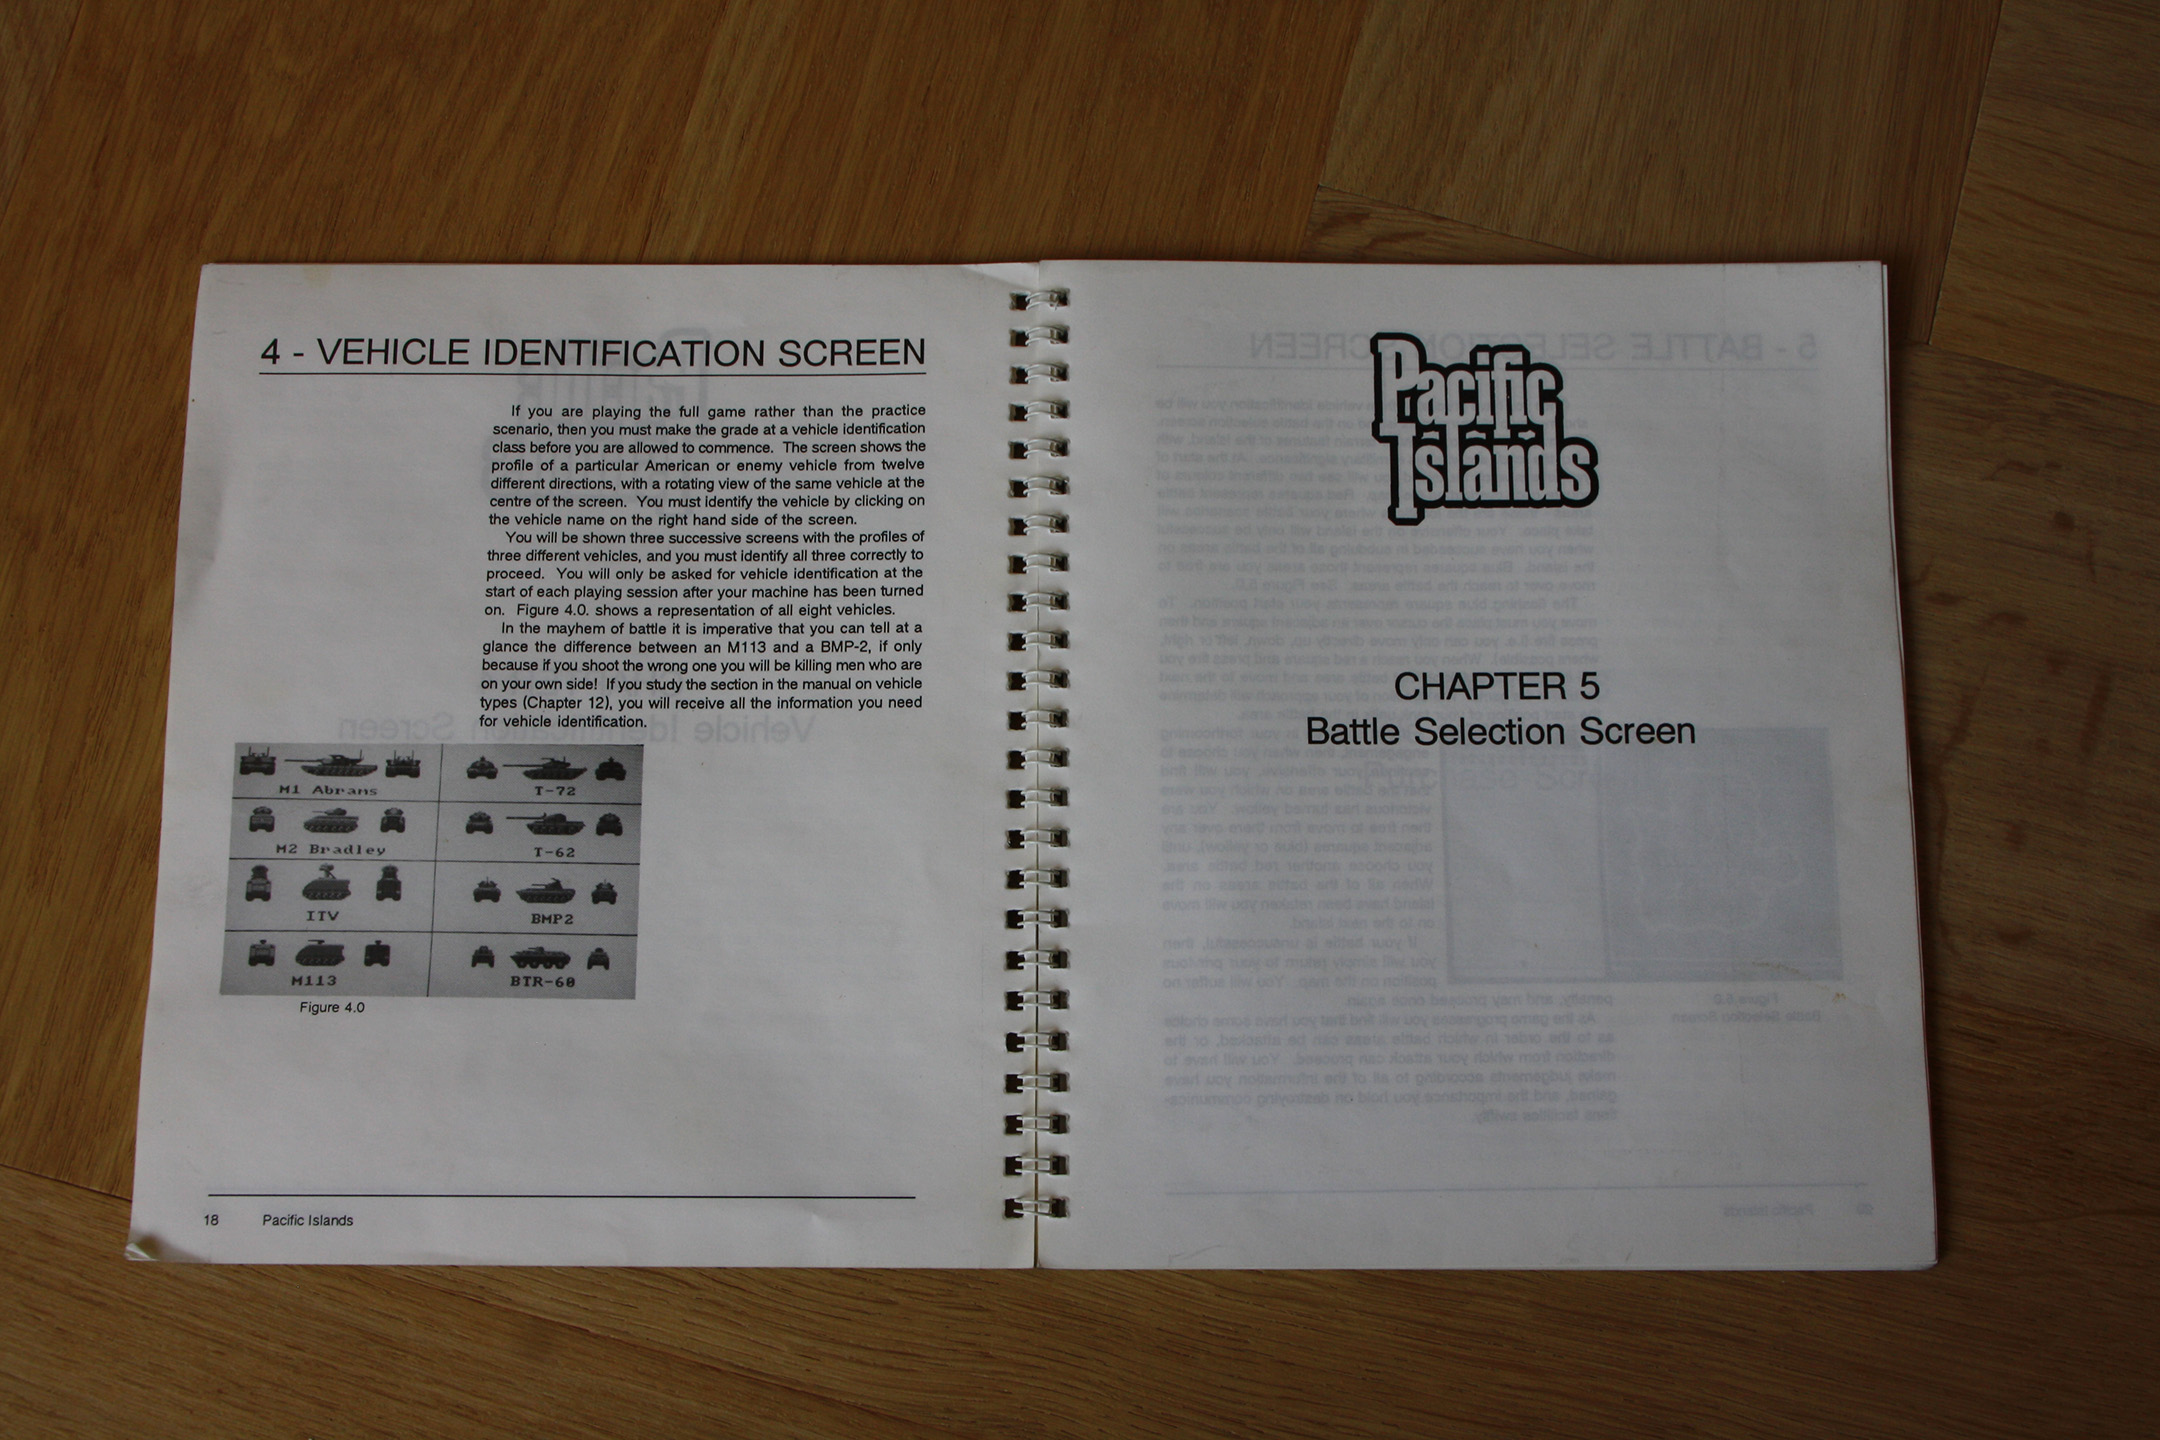 4 - VEHICLE IDENTIFICATION SCREEN
If you are playing the full game rather than the practice
scenario, then you must make the grade at a vehicle identification
class before you are allowed to commence. The screen shows the
profile of a particular American or enemy vehicle from twelve
different directions, with a rotating view of the same vehicle at the
centre of the screen. You must identify the vehicle by clicking on
the vehicle name on the right hand side of the screen.
You will be shown three successive screens with the profiles of
three different vehicles, and you must identify all three correctly to
proceed. You will only be asked for vehicle identification at the
start of each playing session after your machine has been turned
on. Figure 4.0. shows a representation of all eight vehicles.
In the mayhem of battle it is imperative that you can tell at a
glance the difference between an M113 and a BMP-2, if only
because if you shoot the wrong one you will be killing men who are
on your own side! If you study the section in the manual on vehicle
types (Chapter 12), you will receive all the information you need
for vehicle identification.
M1 Abrams
T-72
M2 Bradley
T-62
ITV
BMP2
M113
BTR-60
Figure 4.0
18 Pacific Islands
Pacific
Islands
CHAPTER 5
Battle Selection Screen